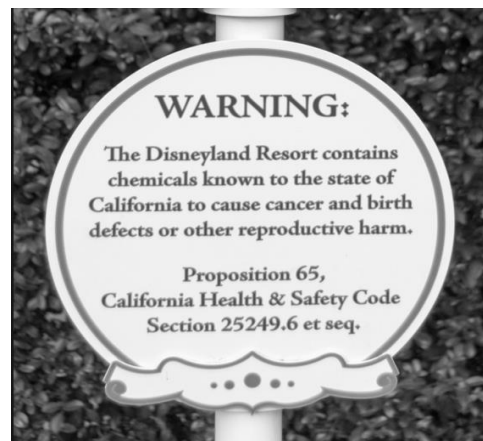 WARNING:
The Disneyland Resort contains
chemicals known to the state of
California to cause cancer and birth
defects or other reproductive harm.
Proposition 65,
California Health & Safety Code
Section 25249.6 et seq.